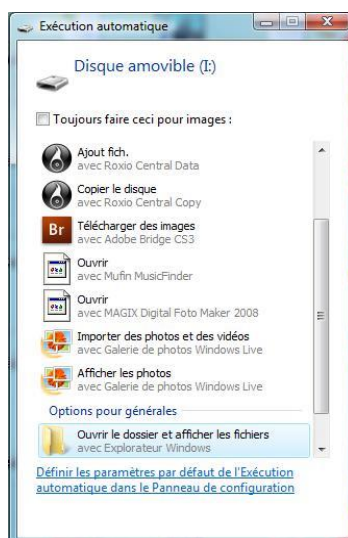 Exécution automatique
Disque amovible (I:)
Toujours faire ceci pour images :
Ajout fich.
avec Roxio Central Data
Copier le disque
avec Roxio Central Copy
Br
Télécharger des images
avec Adobe Bridge CS3
Ouvrir
avec Mufin MusicFinder
Ouvrir
avec MAGIX Digital Foto Maker 2008
Importer des photos et des vidéos
avec Galerie de photos Windows Live
Afficher les photos
avec Galerie de photos Windows Live
Options pour générales
Ouvrir le dossier et afficher les fichiers
avec Explorateur Windows
Définir les paramètres par défaut de l'Exécution
automatique dans le Panneau de configuration